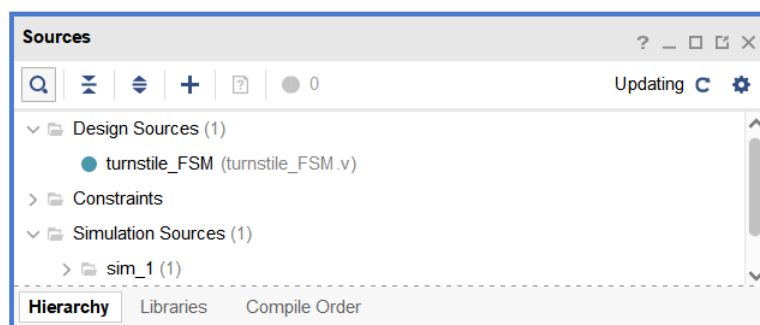 Sources
0 Updating
Design Sources (1)
turnstile_FSM (turnstile_FSM.v)
Constraints
Simulation Sources (1)
sim_1 (1)
Hierarchy Libraries Compile Order